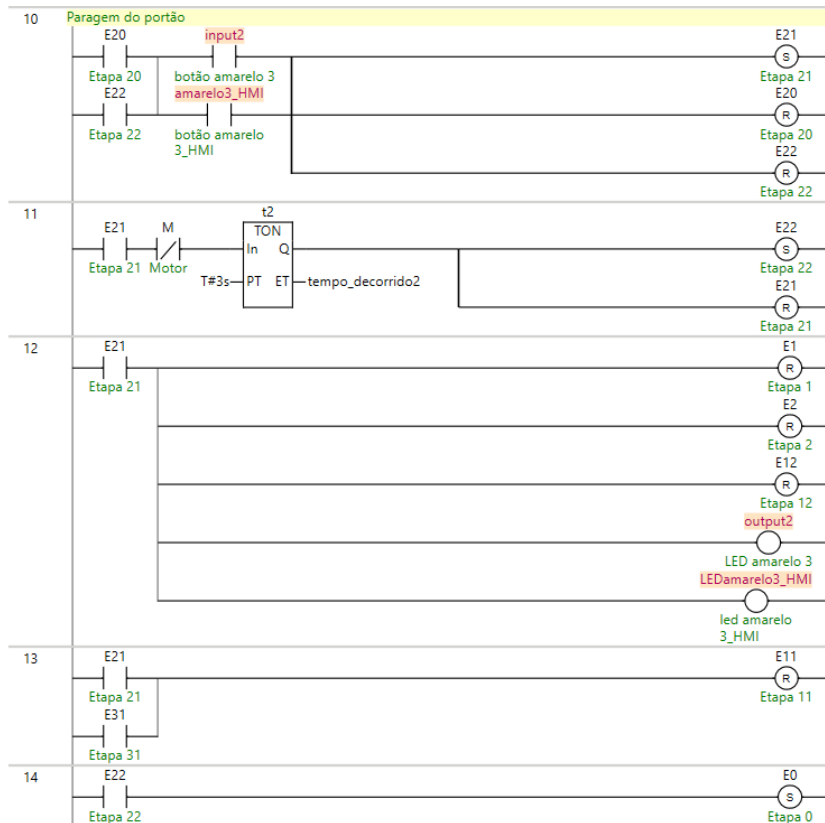 10 Paragem do portão
E20 input2 E21
S
Etapa 20 botão amarelo 3 Etapa 21
E22 amarelo3_HMI E20
R
Etapa 22 botão amarelo Etapa 20
3_HMI E22
R
Etapa 22
11 t2
E21 M TON E22
In Q S
Etapa 21 Motor Etapa 22
T#3s PT ET tempo_decorrido2 E21
R
Etapa 21
12 E21 E1
R
Etapa 21 Etapa 1
E2
R
Etapa 2
E12
R
Etapa 12
output2
LED amarelo 3
LEDamarelo3_HMI
led amarelo
3_HMI
13 E21 E11
R
Etapa 21 Etapa 11
E31
Etapa 31
14 E22 E0
S
Etapa 22 Etapa 0